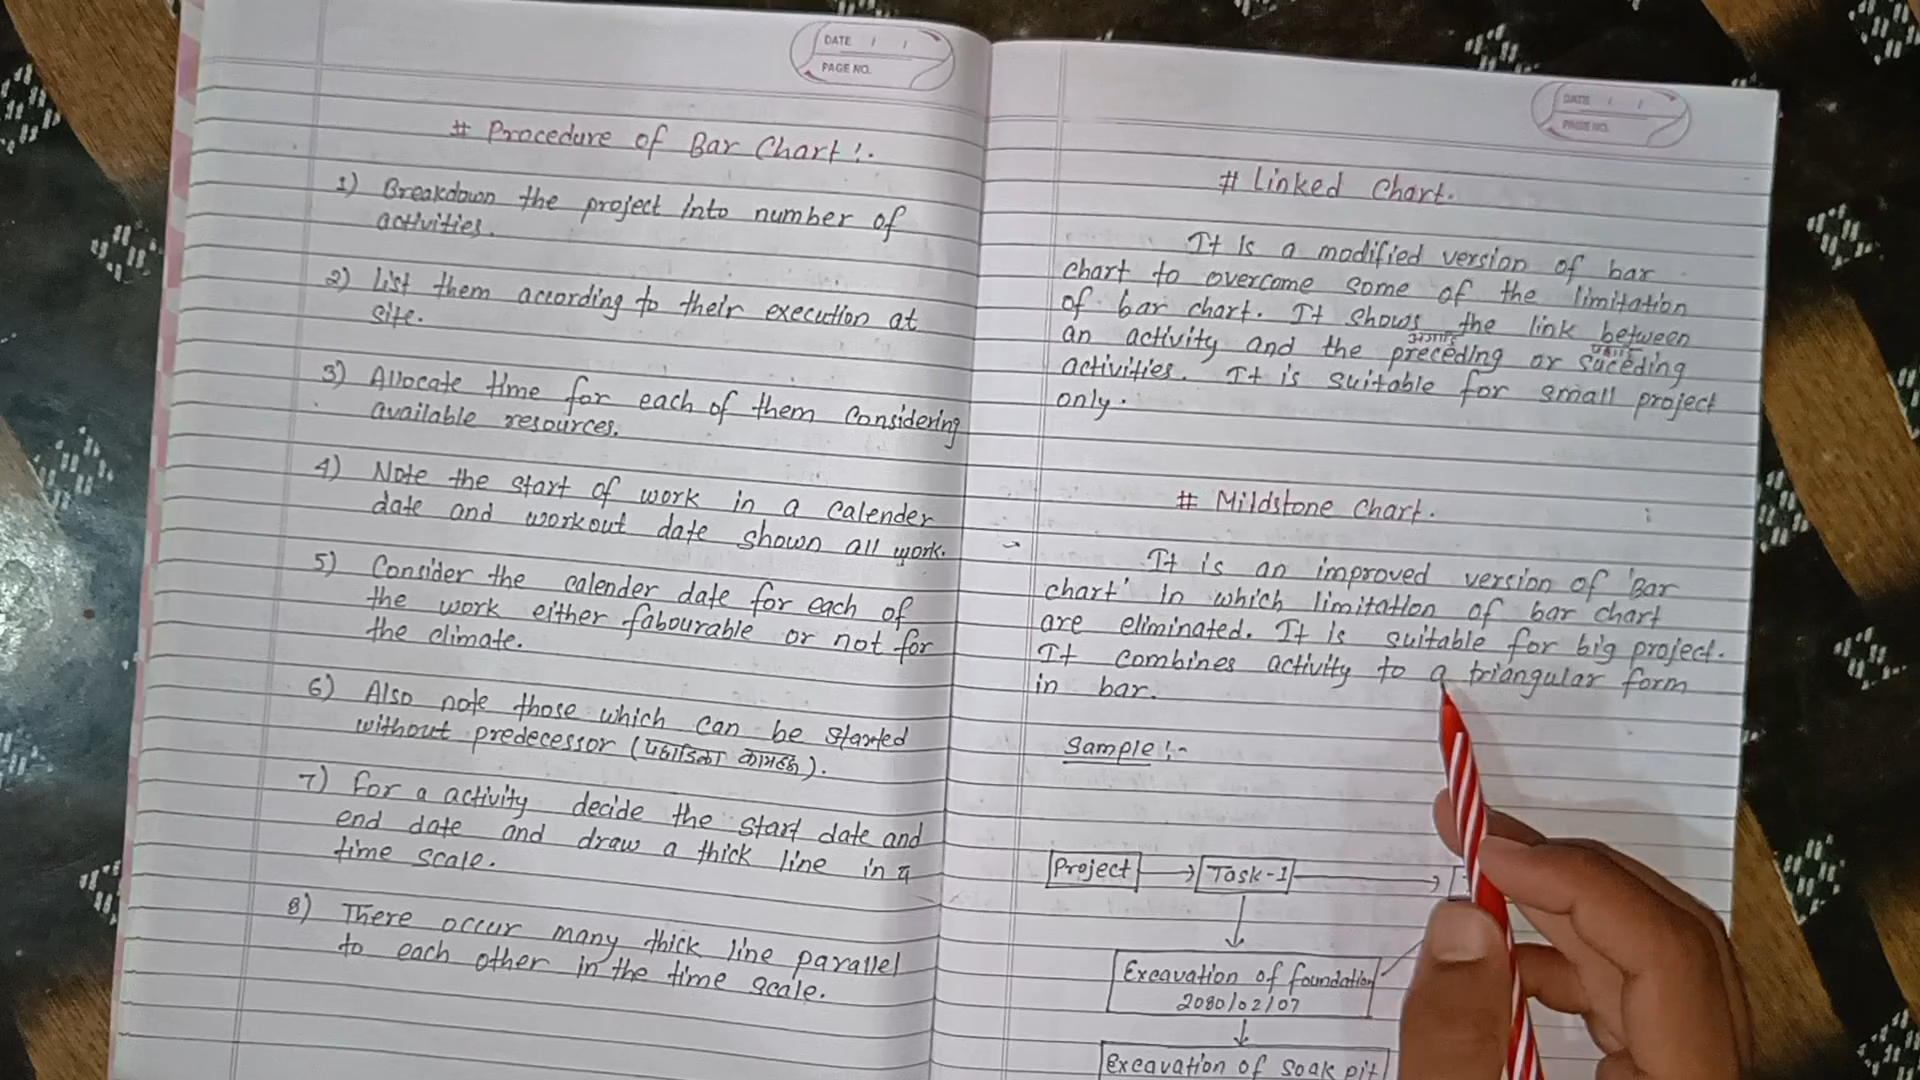 DATE / /
PAGE NO.
# Procedure of Bar Chart :-
1) Breakdown the project into number of
activities.
2) List them according to their execution at
site.
3) Allocate time for each of them Considering
available resources.
4) Note the start of work in a calender
date and workout date shown all work.
5) Consider the calender date for each of
the work either fabourable or not for
the climate.
6) Also note those which can be started
without predecessor (
7) for a activity decide the start date and
end date and draw a thick line in a
time scale.
8) There occur many thick line parallel
to each other in the time scale.
DATE / /
PAGE NO.
# Linked Chart.
It is a modified version of bar
chart to overcome some of the limitation
of bar chart. It shows the link between
an activity and the preceding or suceding
activities. It is suitable for small project
only.
# Mildstone Chart.
It is an improved version of 'Bar
chart' in which limitation of bar chart
are eliminated. It is suitable for big project.
It combines activity to a triangular form
in bar.
Sample :-
Project
Task-1
Excavation of foundation
2080/02/07
Excavation of soak pit